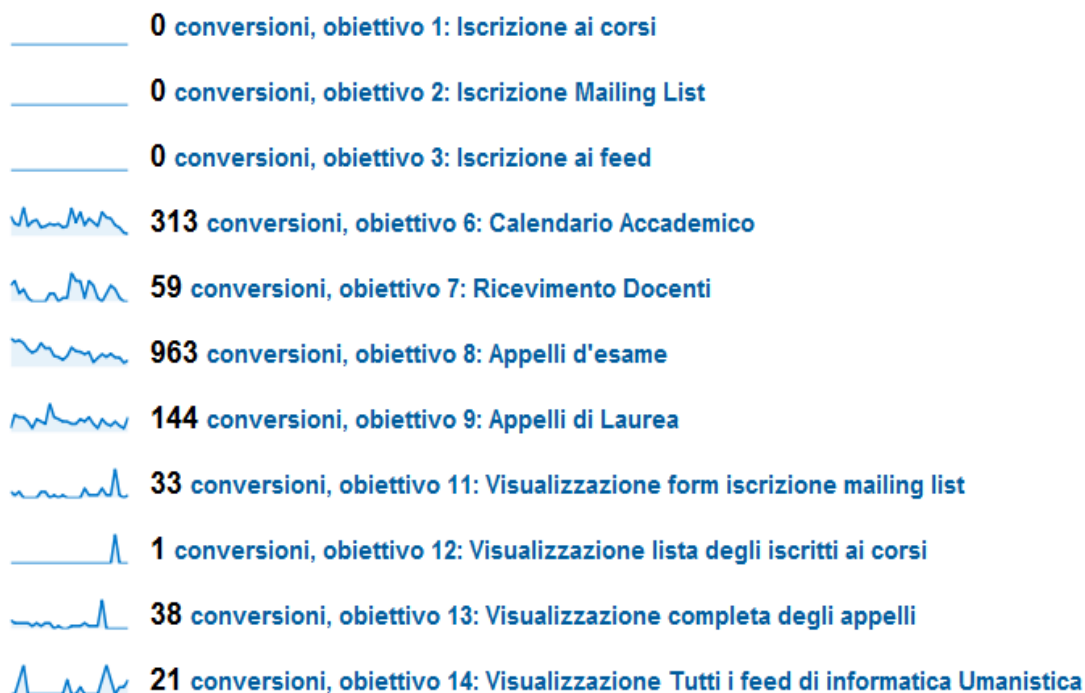 0 conversioni, obiettivo 1: Iscrizione ai corsi
0 conversioni, obiettivo 2: Iscrizione Mailing List
0 conversioni, obiettivo 3: Iscrizione ai feed
313 conversioni, obiettivo 6: Calendario Accademico
59 conversioni, obiettivo 7: Ricevimento Docenti
963 conversioni, obiettivo 8: Appelli d'esame
144 conversioni, obiettivo 9: Appelli di Laurea
33 conversioni, obiettivo 11: Visualizzazione form iscrizione mailing list
1 conversioni, obiettivo 12: Visualizzazione lista degli iscritti ai corsi
38 conversioni, obiettivo 13: Visualizzazione completa degli appelli
21 conversioni, obiettivo 14: Visualizzazione Tutti i feed di informatica Umanistica